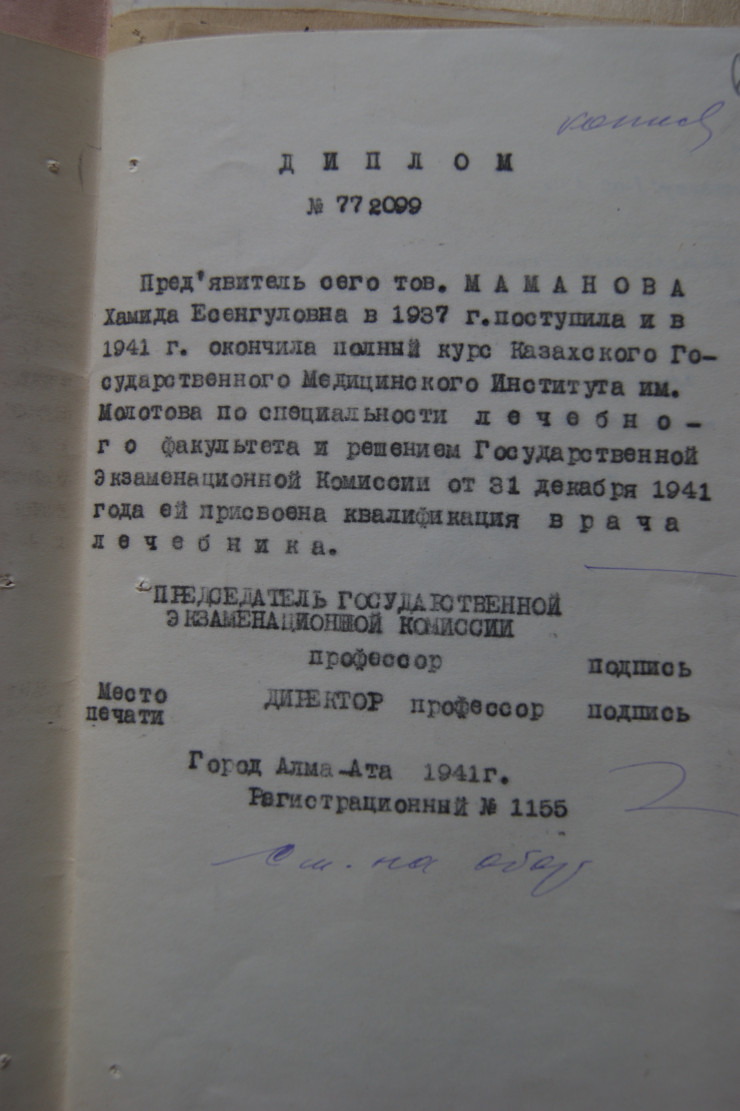 копия
Д И П Л О М
№ 772099
Пред'явитель сего тов. М А М А Н О В А
Хамида Есенгуловна в 1937 г.поступила и в
1941 г. окончила полный курс Казахского Го-
сударственного Медицинского Института им.
Молотова по специальности л е ч е б н о -
г о факультета и решением Государственной
Экзаменационной Комиссии от 31 декабря 1941
года ей присвоена квалификация в р а ч а
л е ч е б н и к а.
ПРЕДСЕДАТЕЛЬ ГОСУДАРСТВЕННОЙ
ЭКЗАМЕНАЦИОННОЙ КОМИССИИ
профессор подпись
Место
печати
ДИРЕКТОР профессор подпись
Город Алма-Ата 1941г.
Регистрационный № 1155
См. на обор